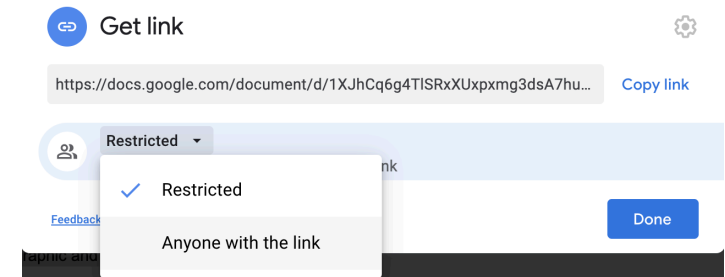 Get link
https://docs.google.com/document/d/1XJhCq6g4TlSRxXUxpxmg3dsA7hu... Copy link
Restricted
nk
Restricted
Feedback Done
Anyone with the link